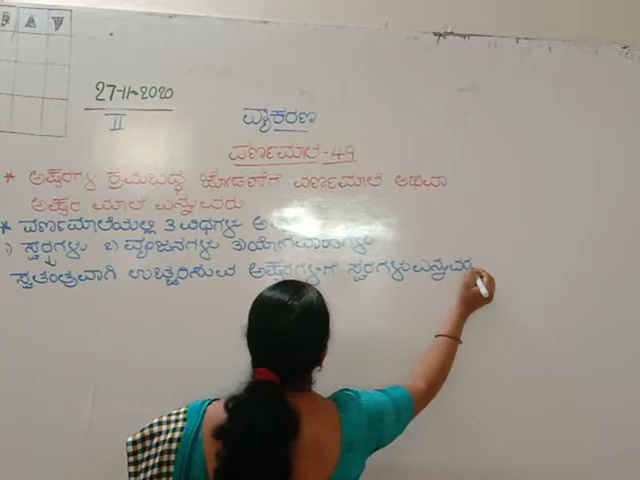 P A V
27-11-2020
II
ವ್ಯಾಕರಣ
ವರ್ಣಮಾಲೆ - 49
* ಅಕ್ಷರಗಳ ಕ್ರಮಬದ್ಧ ಜೋಡಣೆಗೆ ವರ್ಣಮಾಲೆ ಅಥವಾ
ಅಕ್ಷರ ಮಾಲೆ ಎನ್ನುವರು
* ವರ್ಣಮಾಲೆಯಲ್ಲಿ 3 ವಿಧಗಳು
1) ಸ್ವರಗಳು 2) ವ್ಯಂಜನಗಳು 3) ಯೋಗವಾಹಗಳು
ಸ್ವತಂತ್ರವಾಗಿ ಉಚ್ಚರಿಸುವ ಅಕ್ಷರಗಳಿಗೆ ಸ್ವರಗಳು ಎನ್ನುವರ